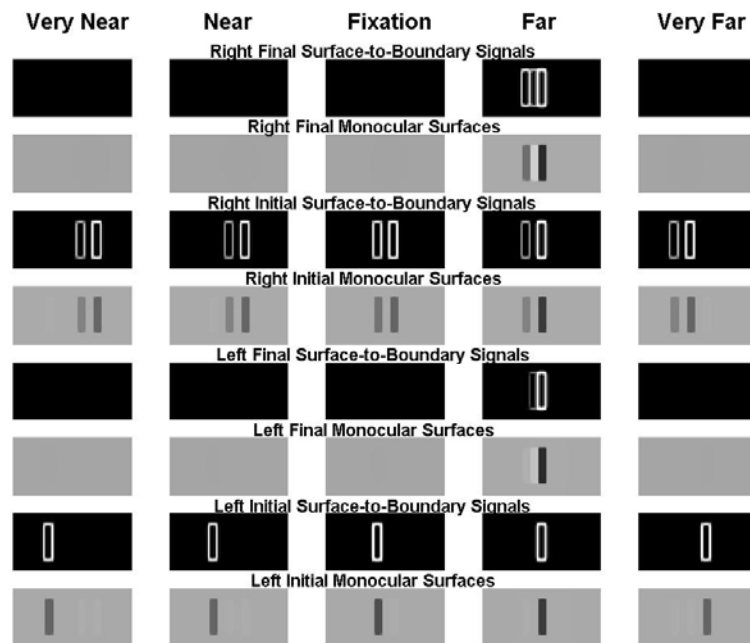 Very Near Near Fixation Far Very Far
Right Final Surface-to-Boundary Signals
Right Final Monocular Surfaces
Right Initial Surface-to-Boundary Signals
Right Initial Monocular Surfaces
Left Final Surface-to-Boundary Signals
Left Final Monocular Surfaces
Left Initial Surface-to-Boundary Signals
Left Initial Monocular Surfaces